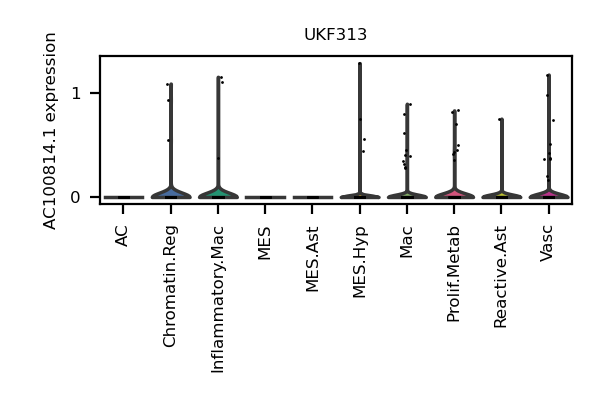 UKF313
AC100814.1 expression
1
0
AC
Chromatin.Reg
Inflammatory.Mac
MES
MES.Ast
MES.Hyp
Mac
Prolif.Metab
Reactive.Ast
Vasc